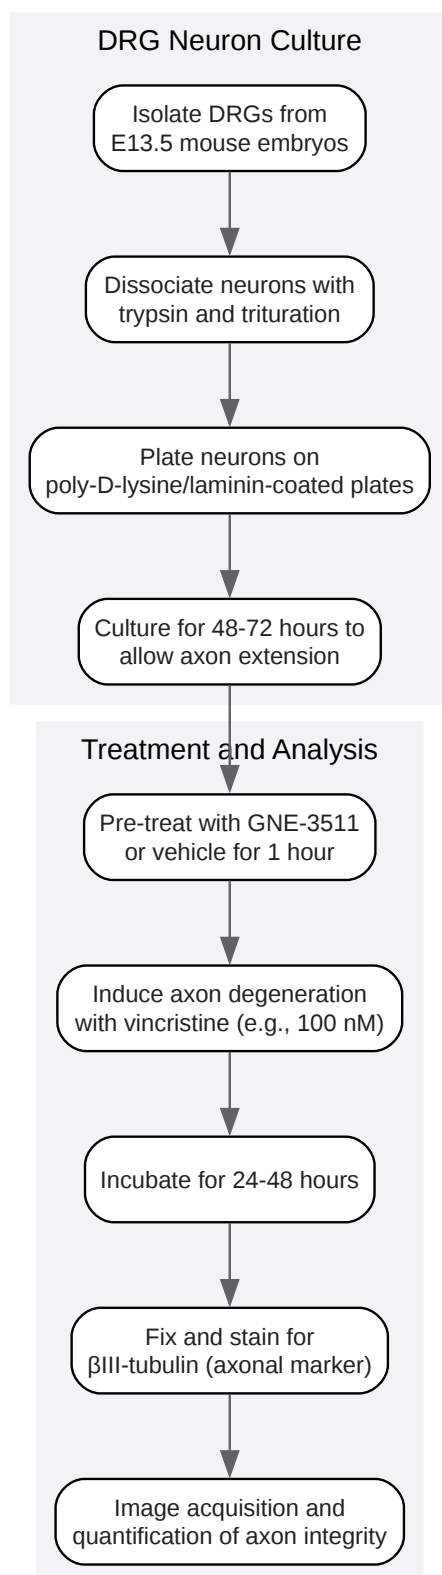 DRG Neuron Culture
Isolate DRGs from
E13.5 mouse embryos
Dissociate neurons with
trypsin and trituration
Plate neurons on
poly-D-lysine/laminin-coated plates
Culture for 48-72 hours to
allow axon extension
Treatment and Analysis
Pre-treat with GNE-3511
or vehicle for 1 hour
Induce axon degeneration
with vincristine (e.g., 100 nM)
Incubate for 24-48 hours
Fix and stain for
βIII-tubulin (axonal marker)
Image acquisition and
quantification of axon integrity